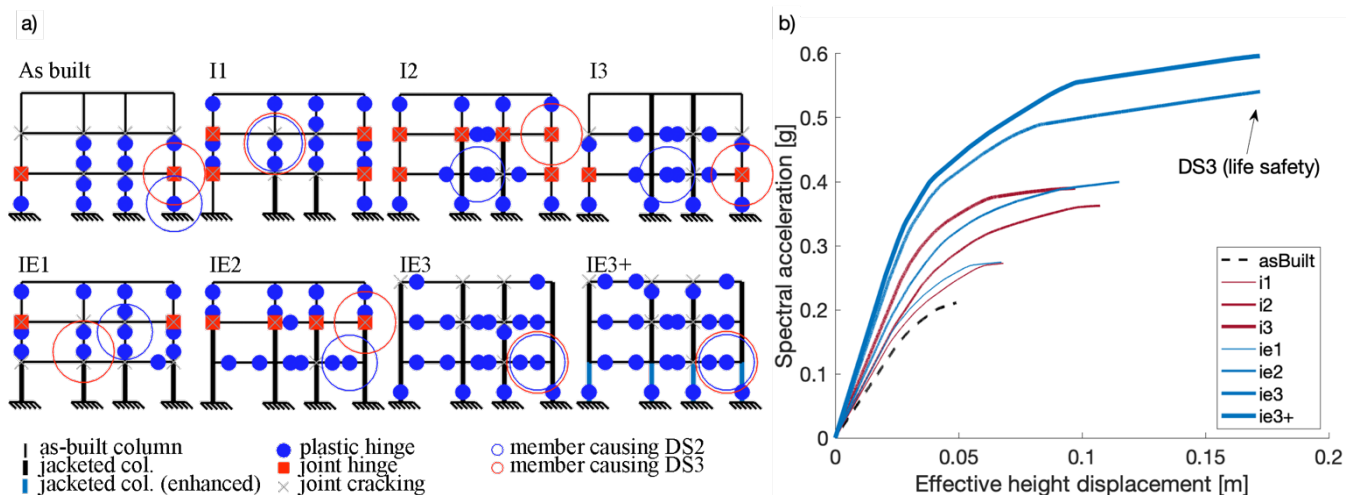 a)
As built
I1
I2
I3
IE1
IE2
IE3
IE3+
as-built column
jacketed col.
jacketed col. (enhanced)
plastic hinge
joint hinge
joint cracking
member causing DS2
member causing DS3
b)
Spectral acceleration [g]
0.6
0.5
0.4
0.3
0.2
0.1
0
0
0.05
0.1
0.15
0.2
Effective height displacement [m]
DS3 (life safety)
asBuilt
i1
i2
i3
ie1
ie2
ie3
ie3+